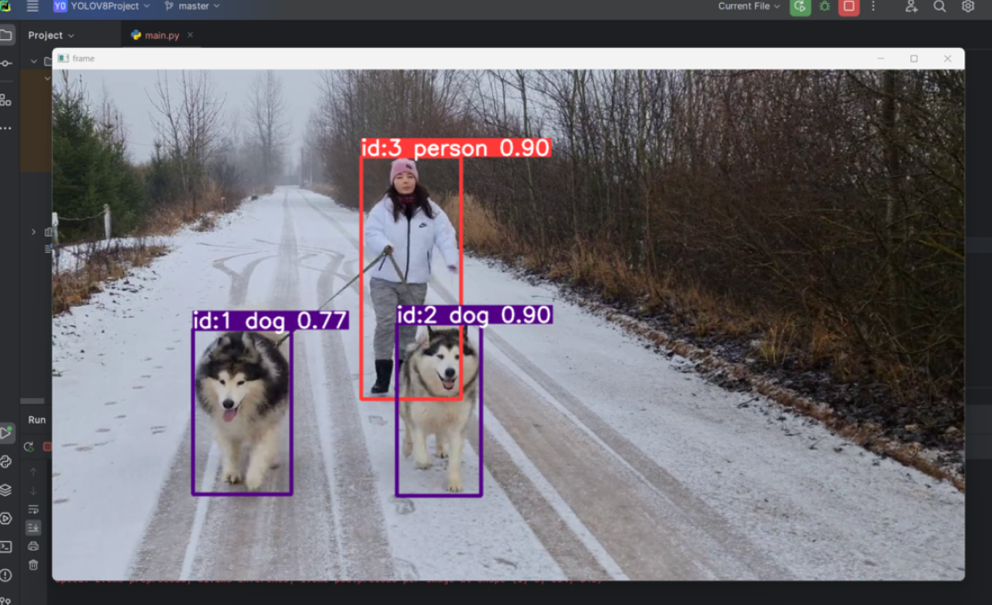 YO YOLOV8Project master Current File
Project
main.py
frame
id:3 person 0.90
id:1 dog 0.77
id:2 dog 0.90
Run